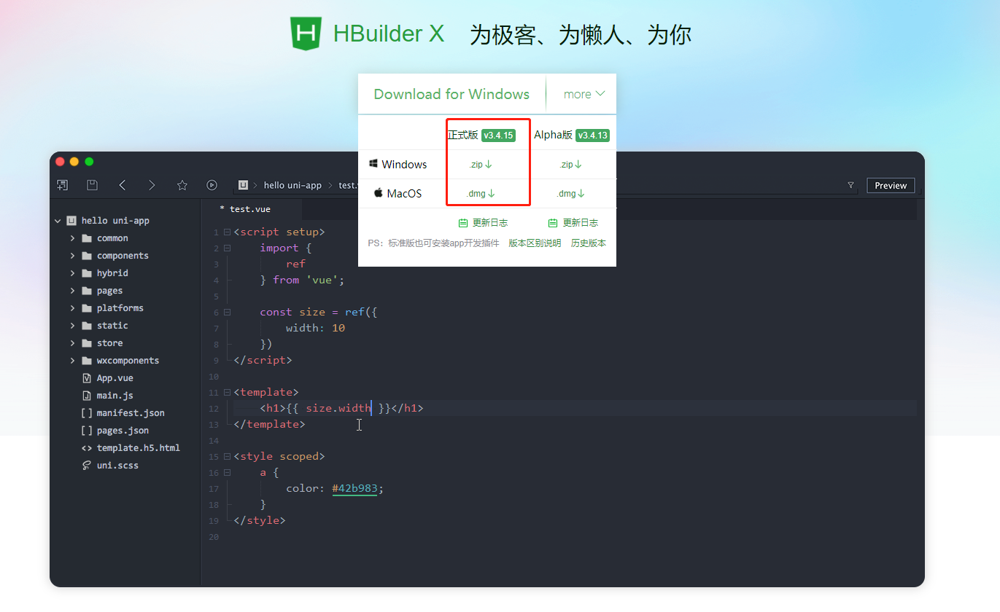 HBuilder X 为极客、为懒人、为你
Download for Windows more
正式版 v3.4.15 Alpha版 v3.4.13
Windows .zip .zip
MacOS .dmg .dmg
更新日志 更新日志
PS：标准版也可安装app开发插件 版本区别说明 历史版本
hello uni-app test.
Preview
hello uni-app
common
components
hybrid
pages
platforms
static
store
wxcomponents
App.vue
main.js
[ ] manifest.json
[ ] pages.json
<> template.h5.html
uni.scss
* test.vue
1 <script setup>
2 import {
3 ref
4 } from 'vue';
5
6 const size = ref({
7 width: 10
8 })
9 </script>
10
11 <template>
12 <h1>{{ size.width }}</h1>
13 </template>
14
15 <style scoped>
16 a {
17 color: #42b983;
18 }
19 </style>
20